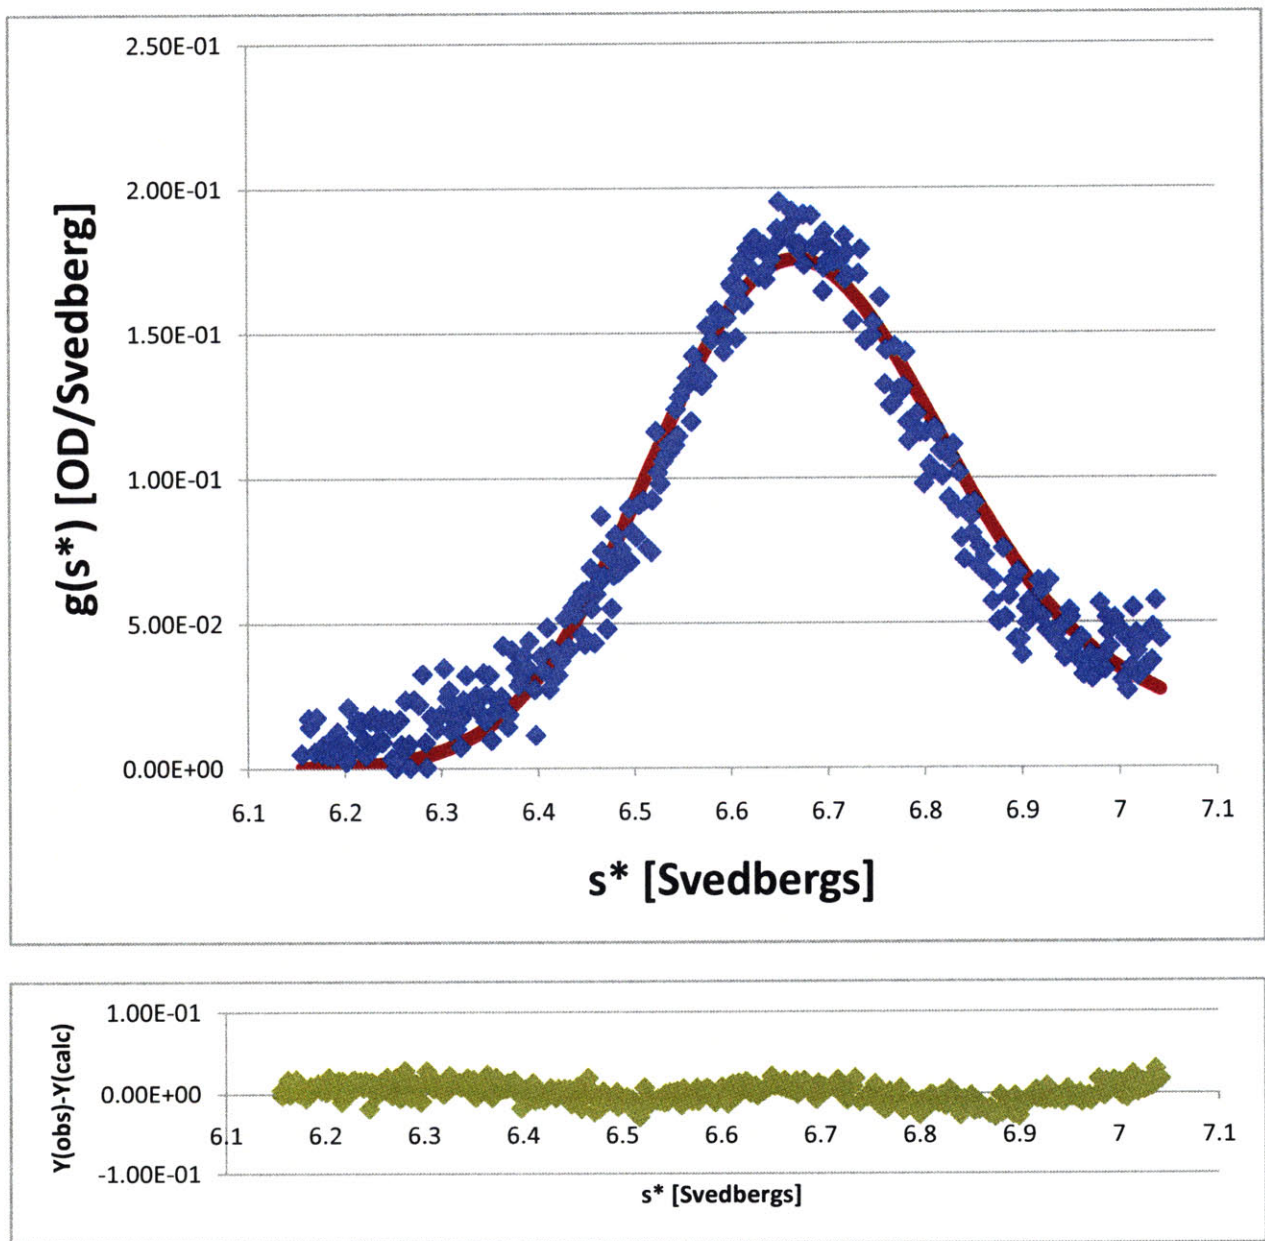 2.50E-01
2.00E-01
1.50E-01
1.00E-01
5.00E-02
0.00E+00
g(s*) [OD/Svedberg]
6.1 6.2 6.3 6.4 6.5 6.6 6.7 6.8 6.9 7 7.1
s* [Svedbergs]
1.00E-01
0.00E+00
-1.00E-01
Y(obs)-Y(calc)
6.1 6.2 6.3 6.4 6.5 6.6 6.7 6.8 6.9 7 7.1
s* [Svedbergs]